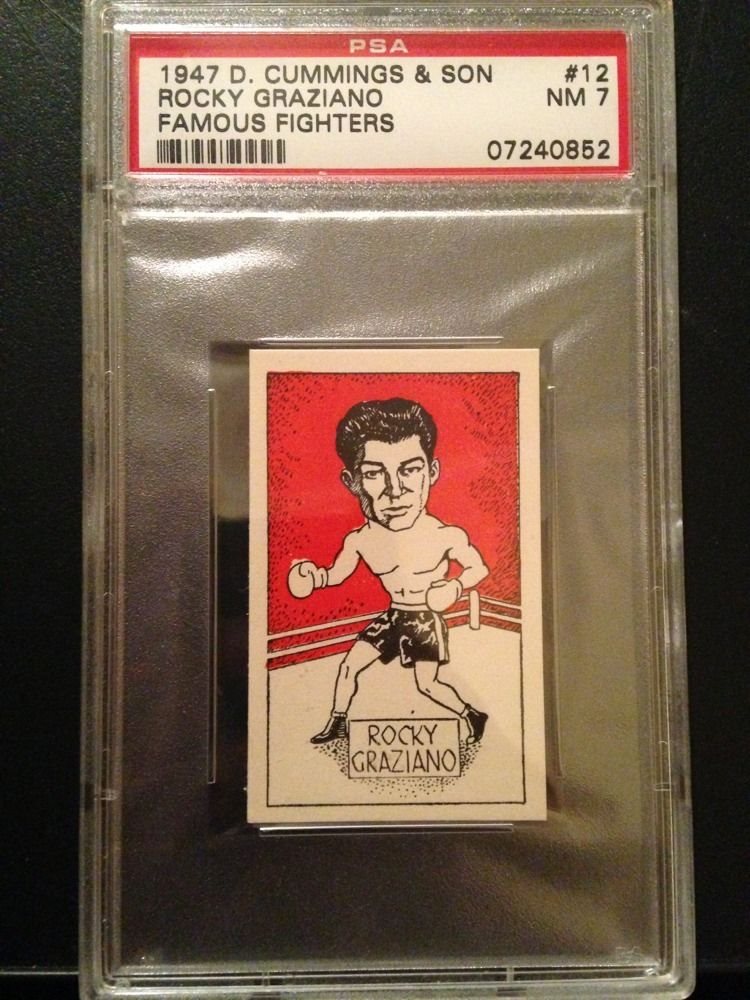 PSA
1947 D. CUMMINGS & SON #12
ROCKY GRAZIANO NM 7
FAMOUS FIGHTERS
07240852
ROCKY
GRAZIANO